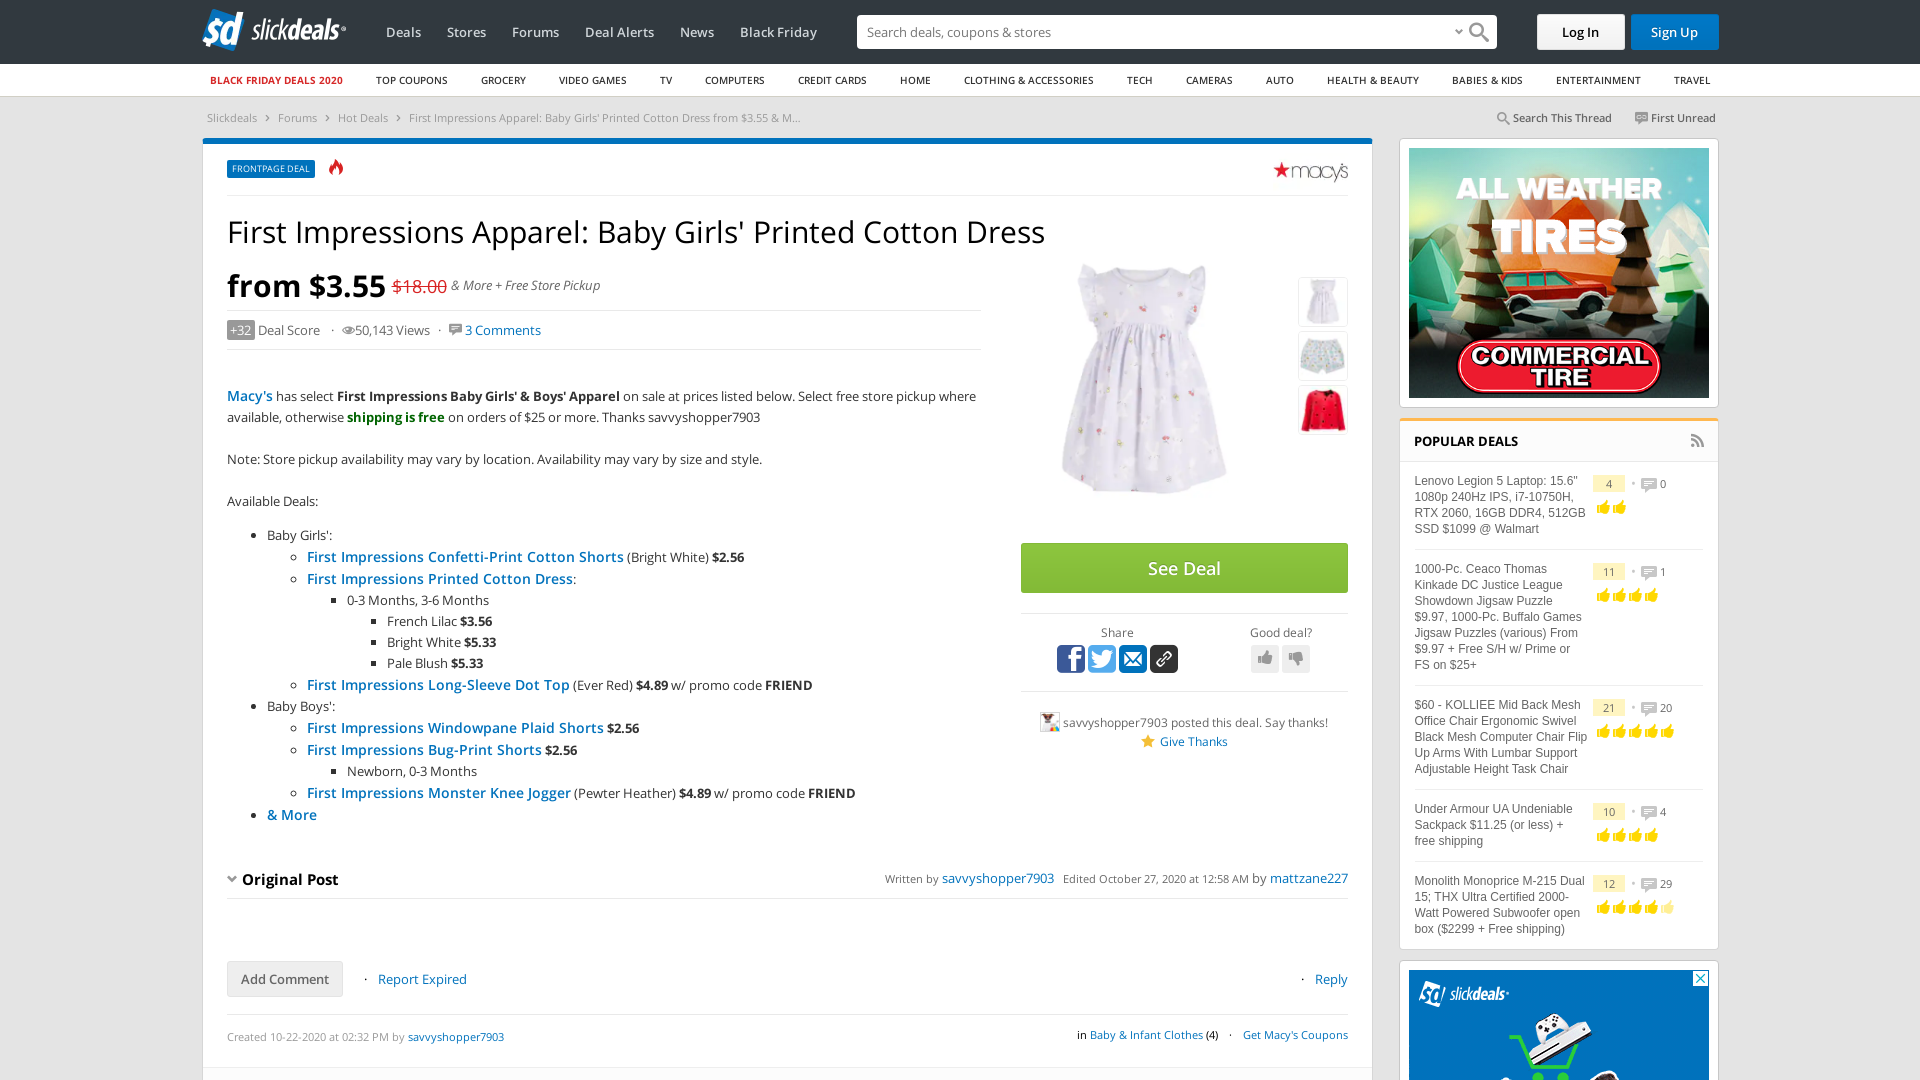 slickdeals
Deals
Stores
Forums
Deal Alerts
News
Black Friday
Search deals, coupons & stores
Log In
Sign Up
BLACK FRIDAY DEALS 2020
TOP COUPONS
GROCERY
VIDEO GAMES
TV
COMPUTERS
CREDIT CARDS
HOME
CLOTHING & ACCESSORIES
TECH
CAMERAS
AUTO
HEALTH & BEAUTY
BABIES & KIDS
ENTERTAINMENT
TRAVEL
Slickdeals › Forums › Hot Deals › First Impressions Apparel: Baby Girls' Printed Cotton Dress from $3.55 & M...
Search This Thread
First Unread
FRONTPAGE DEAL
macy's
First Impressions Apparel: Baby Girls' Printed Cotton Dress
from $3.55 $18.00 & More + Free Store Pickup
+32 Deal Score · 50,143 Views · 3 Comments
Macy's has select First Impressions Baby Girls' & Boys' Apparel on sale at prices listed below. Select free store pickup where
available, otherwise shipping is free on orders of $25 or more. Thanks savvyshopper7903
Note: Store pickup availability may vary by location. Availability may vary by size and style.
Available Deals:
Baby Girls':
First Impressions Confetti-Print Cotton Shorts (Bright White) $2.56
First Impressions Printed Cotton Dress:
0-3 Months, 3-6 Months
French Lilac $3.56
Bright White $5.33
Pale Blush $5.33
First Impressions Long-Sleeve Dot Top (Ever Red) $4.89 w/ promo code FRIEND
Baby Boys':
First Impressions Windowpane Plaid Shorts $2.56
First Impressions Bug-Print Shorts $2.56
Newborn, 0-3 Months
First Impressions Monster Knee Jogger (Pewter Heather) $4.89 w/ promo code FRIEND
& More
See Deal
Share
Good deal?
savvyshopper7903 posted this deal. Say thanks!
Give Thanks
Original Post
Written by savvyshopper7903 Edited October 27, 2020 at 12:58 AM by mattzane227
Add Comment · Report Expired
· Reply
Created 10-22-2020 at 02:32 PM by savvyshopper7903
in Baby & Infant Clothes (4) · Get Macy's Coupons
ALL WEATHER
TIRES
COMMERCIAL
TIRE
POPULAR DEALS
Lenovo Legion 5 Laptop: 15.6"
1080p 240Hz IPS, i7-10750H,
RTX 2060, 16GB DDR4, 512GB
SSD $1099 @ Walmart
4 • 0
1000-Pc. Ceaco Thomas
Kinkade DC Justice League
Showdown Jigsaw Puzzle
$9.97, 1000-Pc. Buffalo Games
Jigsaw Puzzles (various) From
$9.97 + Free S/H w/ Prime or
FS on $25+
11 • 1
$60 - KOLLIEE Mid Back Mesh
Office Chair Ergonomic Swivel
Black Mesh Computer Chair Flip
Up Arms With Lumbar Support
Adjustable Height Task Chair
21 • 20
Under Armour UA Undeniable
Sackpack $11.25 (or less) +
free shipping
10 • 4
Monolith Monoprice M-215 Dual
15; THX Ultra Certified 2000-
Watt Powered Subwoofer open
box ($2299 + Free shipping)
12 • 29
slickdeals